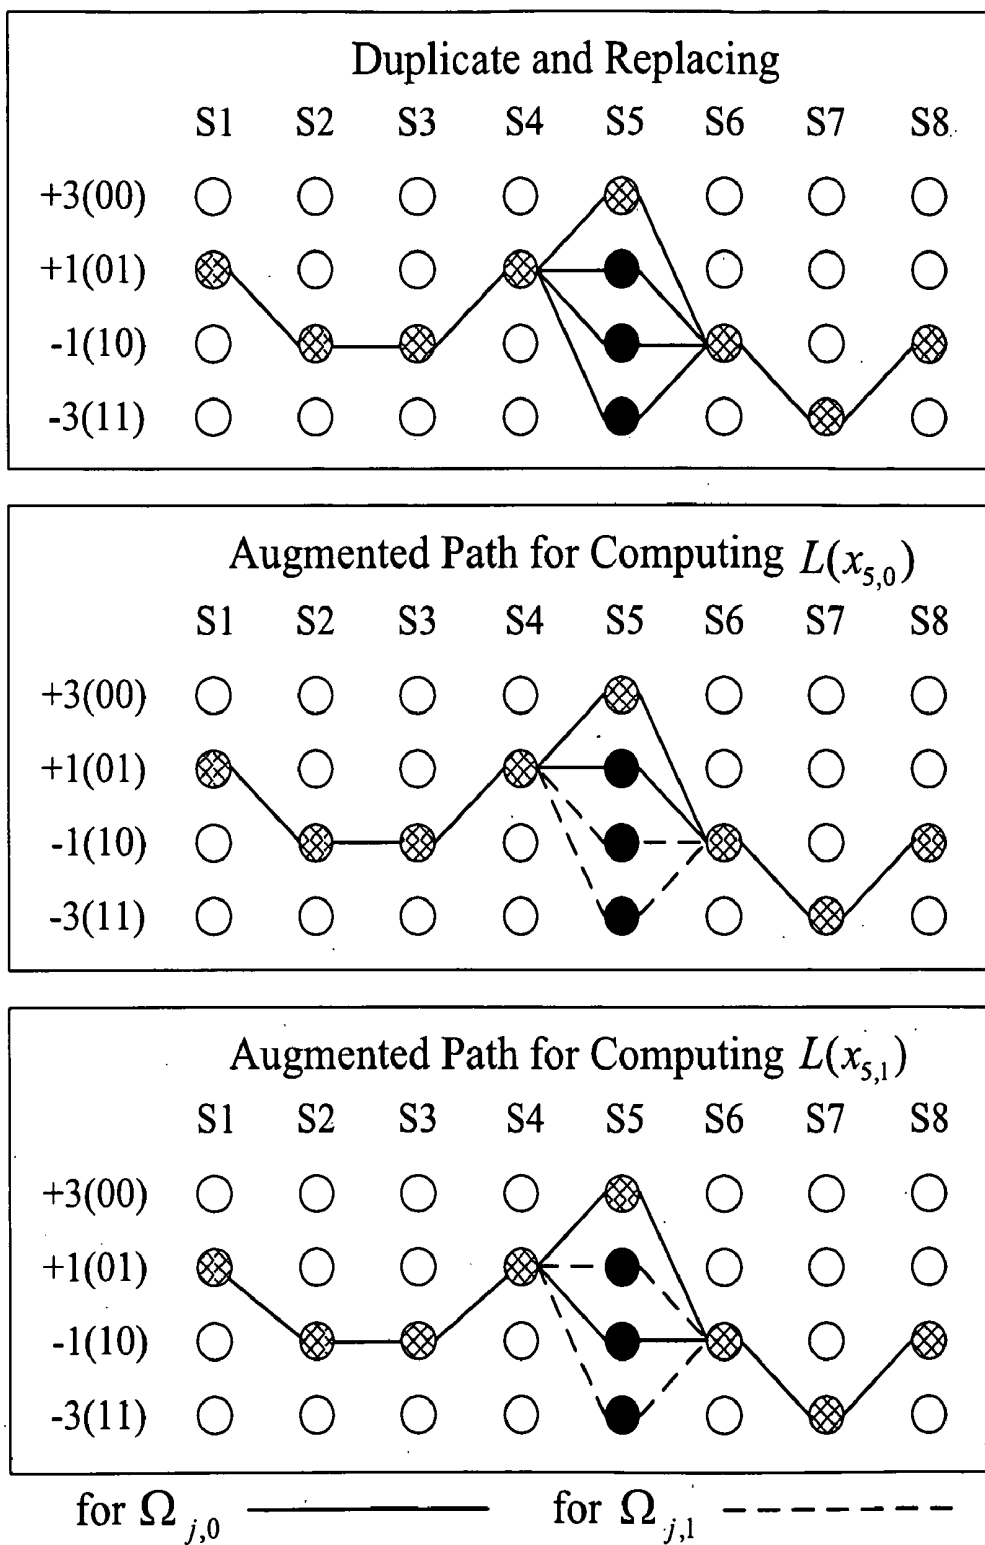 Duplicate and Replacing
S1 S2 S3 S4 S5 S6 S7 S8
+3(00)
+1(01)
-1(10)
-3(11)
Augmented Path for Computing L(x5,0)
S1 S2 S3 S4 S5 S6 S7 S8
+3(00)
+1(01)
-1(10)
-3(11)
Augmented Path for Computing L(x5,1)
S1 S2 S3 S4 S5 S6 S7 S8
+3(00)
+1(01)
-1(10)
-3(11)
for Ωj,0 for Ωj,1